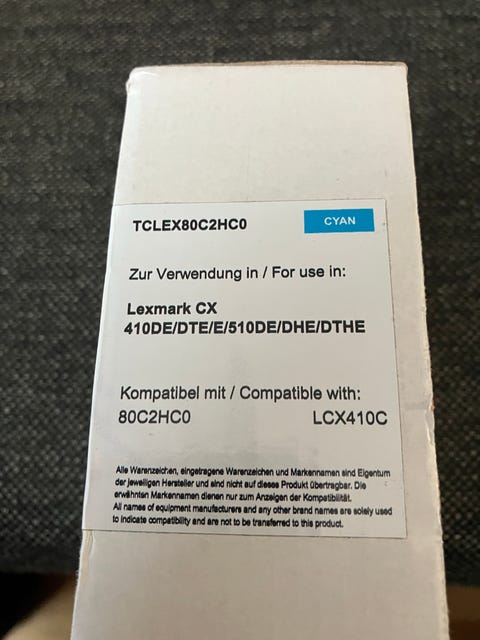 TCLEX80C2HC0
CYAN
Zur Verwendung in / For use in:
Lexmark CX
410DE/DTE/E/510DE/DHE/DTHE
Kompatibel mit / Compatible with:
80C2HC0 LCX410C
Alle Warenzeichen, eingetragene Warenzeichen und Markennamen sind Eigentum
der jeweiligen Hersteller und sind nicht auf dieses Produkt übertragbar. Die
erwähnten Markennamen dienen nur zum Anzeigen der Kompatibilität.
All names of equipment manufacturers and any other brand names are solely used
to indicate compatibility and are not to be transferred to this product.